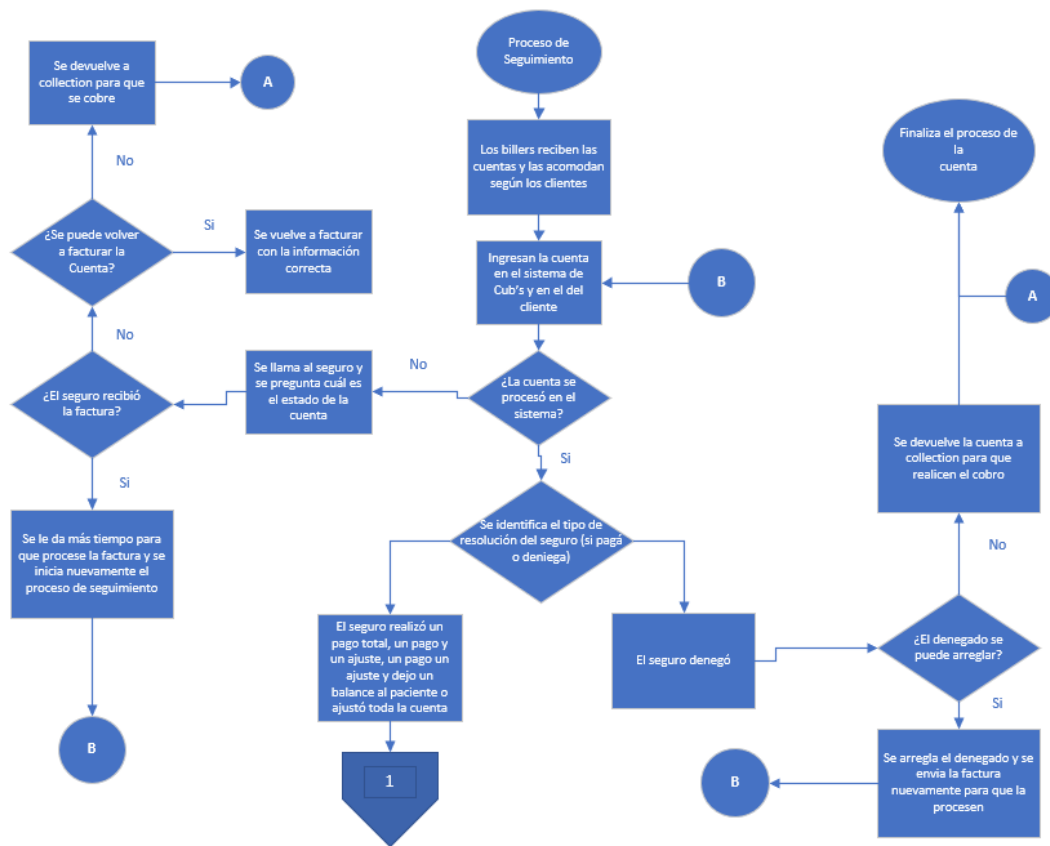 Proceso de
Seguimiento
Los billers reciben las
cuentas y las acomodan
según los clientes
Ingresan la cuenta
en el sistema de
Cub's y en el del
cliente
B
¿La cuenta se
procesó en el
sistema?
No
Se llama al seguro y
se pregunta cuál es
el estado de la
cuenta
¿El seguro recibió
la factura?
No
¿Se puede volver
a facturar la
Cuenta?
Si
Se vuelve a facturar
con la información
correcta
No
Se devuelve a
collection para que
se cobre
A
Si
Se le da más tiempo para
que procese la factura y se
inicia nuevamente el
proceso de seguimiento
B
Si
Se identifica el tipo de
resolución del seguro (si pagá
o deniega)
El seguro realizó un
pago total, un pago y
un ajuste, un pago un
ajuste y dejo un
balance al paciente o
ajustó toda la cuenta
1
El seguro denegó
¿El denegado se
puede arreglar?
Si
Se arregla el denegado y se
envia la factura
nuevamente para que la
procesen
B
No
Se devuelve la cuenta a
collection para que
realicen el cobro
A
Finaliza el proceso de
la
cuenta